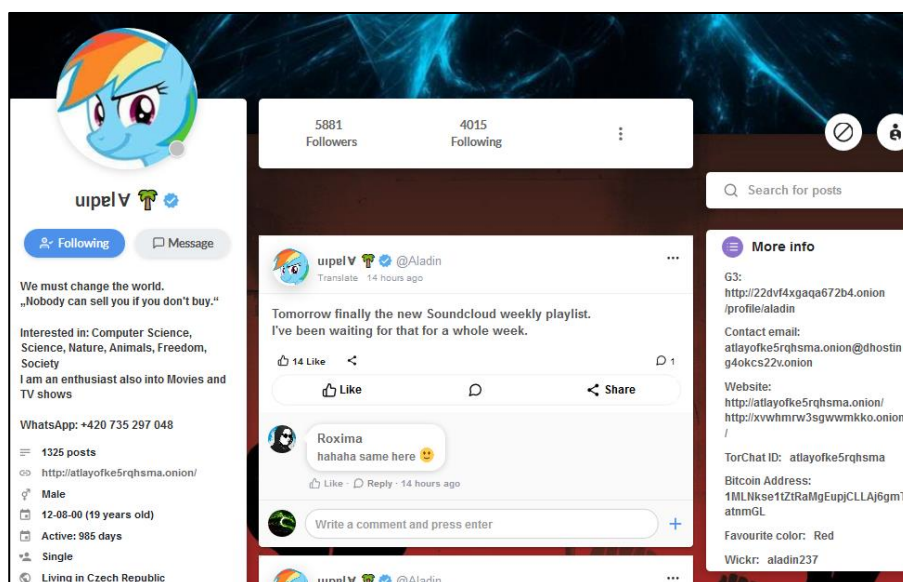 uıpɐl∀ 🌴
Following
Message
We must change the world.
„Nobody can sell you if you don't buy.“
Interested in: Computer Science,
Science, Nature, Animals, Freedom,
Society
I am an enthusiast also into Movies and
TV shows
WhatsApp: +420 735 297 048
1325 posts
http://atlayofke5rqhsma.onion/
Male
12-08-00 (19 years old)
Active: 985 days
Single
Living in Czech Republic
5881
Followers
4015
Following
uıpɐl∀ 🌴 @Aladin
Translate 14 hours ago
Tomorrow finally the new Soundcloud weekly playlist.
I've been waiting for that for a whole week.
14 Like
1
Like
Share
Roxima
hahaha same here 🙂
Like · Reply · 14 hours ago
Write a comment and press enter
uıpɐl∀ 🌴 @Aladin
Search for posts
More info
G3:
http://22dvf4xgaqa672b4.onion
/profile/aladin
Contact email:
atlayofke5rqhsma.onion@dhostin
g4okcs22v.onion
Website:
http://atlayofke5rqhsma.onion/
http://xvwhmrw3sgwwmkko.onion
/
TorChat ID: atlayofke5rqhsma
Bitcoin Address:
1MLNkse1tZtRaMgEupjCLLAj6gmT
atnmGL
Favourite color: Red
Wickr: aladin237